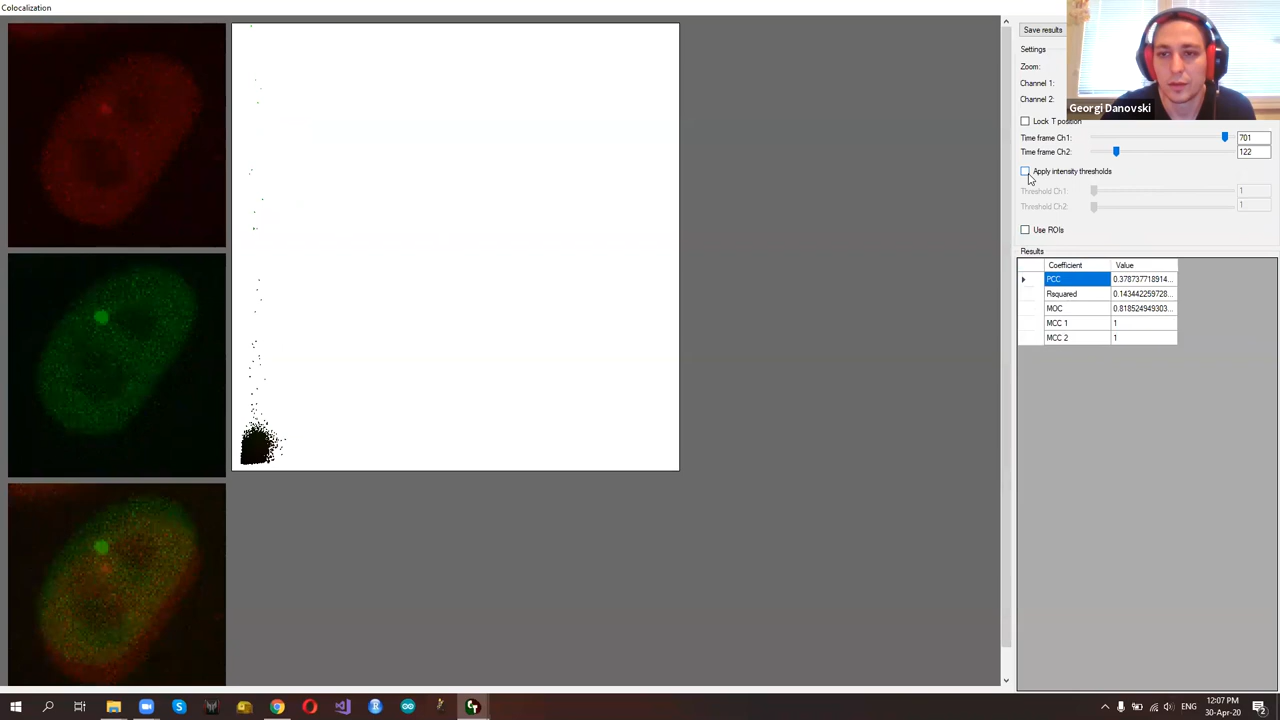 Colocalization
Save results
Georgi Danovski
Settings
Zoom:
Channel 1:
Channel 2:
Lock T position
Time frame Ch1: 701
Time frame Ch2: 122
Apply intensity thresholds
Threshold Ch1: 1
Threshold Ch2: 1
Use ROIs
Results
Coefficient Value
PCC 0.378737718914...
Rsquared 0.143442259728...
MOC 0.818524949303...
MCC 1 1
MCC 2 1
ENG
12:07 PM
30-Apr-20
2